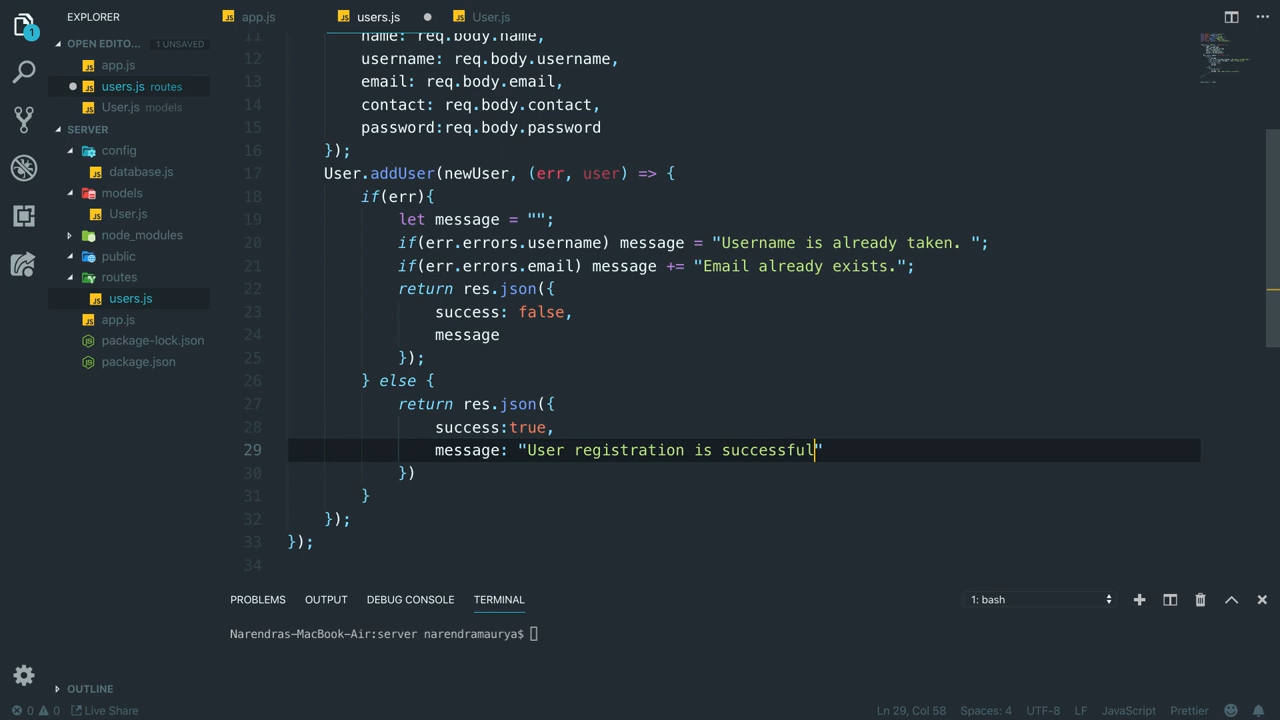 EXPLORER
app.js
users.js
User.js
OPEN EDITO...
1 UNSAVED
app.js
users.js routes
User.js models
SERVER
config
database.js
models
User.js
node_modules
public
routes
users.js
app.js
package-lock.json
package.json
OUTLINE
11 name: req.body.name,
12 username: req.body.username,
13 email: req.body.email,
14 contact: req.body.contact,
15 password:req.body.password
16 });
17 User.addUser(newUser, (err, user) => {
18 if(err){
19 let message = "";
20 if(err.errors.username) message = "Username is already taken. ";
21 if(err.errors.email) message += "Email already exists.";
22 return res.json({
23 success: false,
24 message
25 });
26 } else {
27 return res.json({
28 success:true,
29 message: "User registration is successful"
30 })
31 }
32 });
33 });
34
PROBLEMS OUTPUT DEBUG CONSOLE TERMINAL
1: bash
Narendras-MacBook-Air:server narendramaurya$
1
0 0 Live Share
Ln 29, Col 58 Spaces: 4 UTF-8 LF JavaScript Prettier